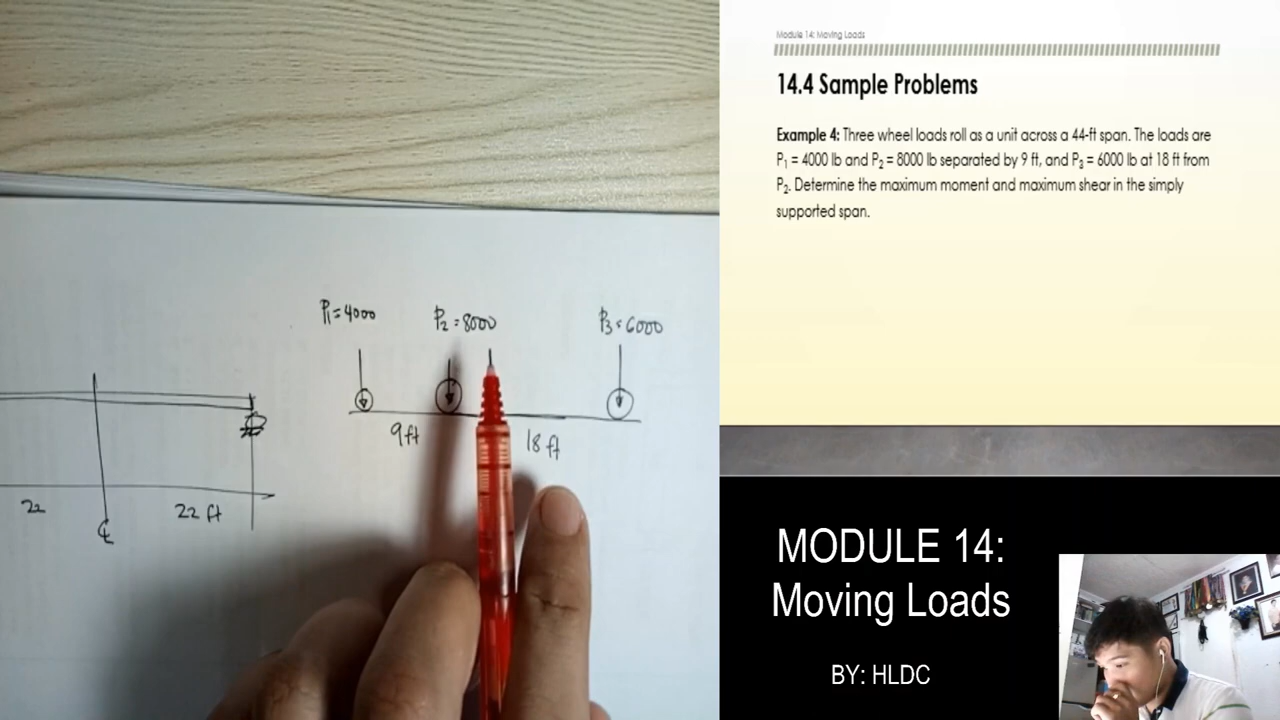 Module 14: Moving Loads
14.4 Sample Problems
Example 4: Three wheel loads roll as a unit across a 44-ft span. The loads are
P₁ = 4000 lb and P₂ = 8000 lb separated by 9 ft, and P₃ = 6000 lb at 18 ft from
P₂. Determine the maximum moment and maximum shear in the simply
supported span.
P₁=4000
P₂=8000
P₃=6000
9ft
18 ft
22
22 ft
℄
MODULE 14:
Moving Loads
BY: HLDC